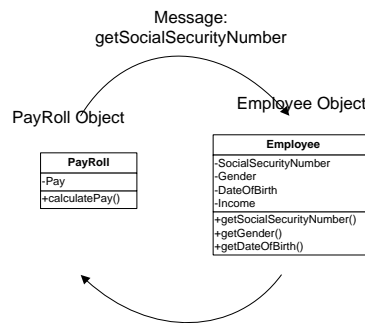 Message:
getSocialSecurityNumber
PayRoll Object
Employee Object
PayRoll
-Pay
+calculatePay()
Employee
-SocialSecurityNumber
-Gender
-DateOfBirth
-Income
+getSocialSecurityNumber()
+getGender()
+getDateOfBirth()